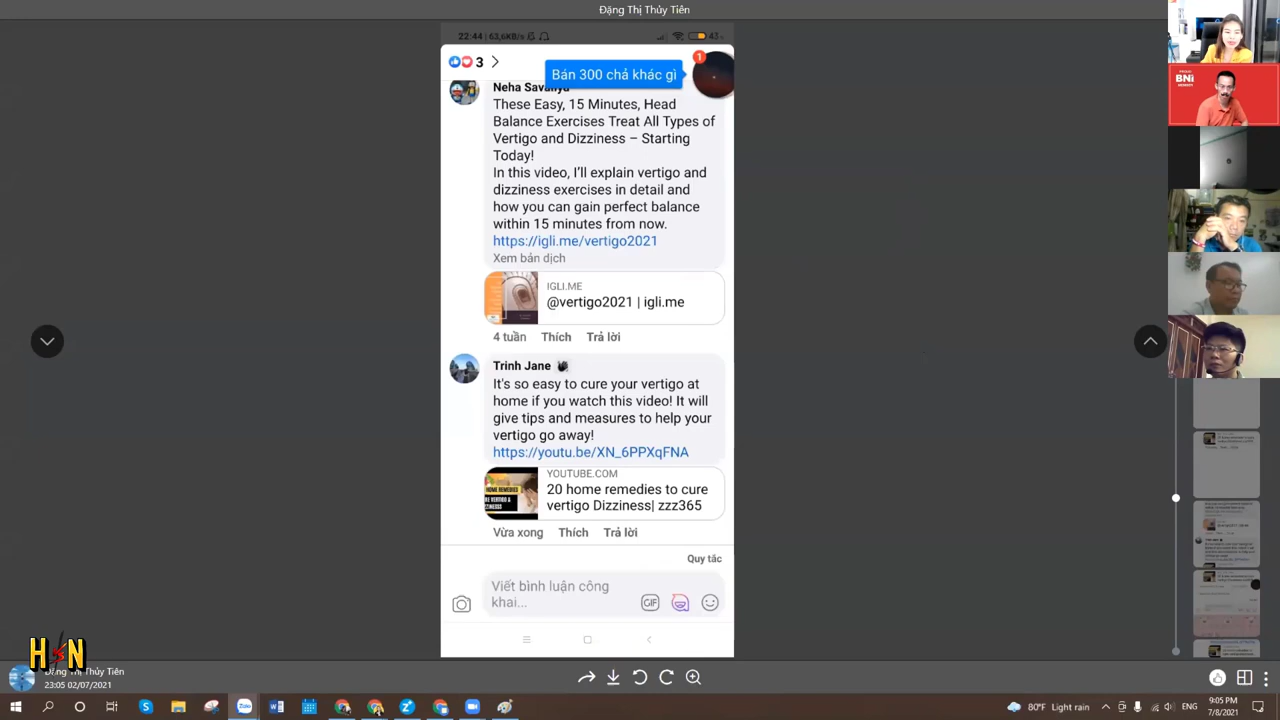 Đặng Thị Thủy Tiên
22:44 | 63,6KB/s
43
3
Bán 300 chả khác gì
1
Neha Savaliya
These Easy, 15 Minutes, Head
Balance Exercises Treat All Types of
Vertigo and Dizziness – Starting
Today!
In this video, I'll explain vertigo and
dizziness exercises in detail and
how you can gain perfect balance
within 15 minutes from now.
https://igli.me/vertigo2021
Xem bản dịch
IGLI.ME
@vertigo2021 | igli.me
4 tuần Thích Trả lời
Trinh Jane
It's so easy to cure your vertigo at
home if you watch this video! It will
give tips and measures to help your
vertigo go away!
https://youtu.be/XN_6PPXqFNA
HOME REMEDIES
YOUTUBE.COM
20 home remedies to cure
vertigo Dizziness| zzz365
Vừa xong Thích Trả lời
Quy tắc
Viết bình luận công
khai...
GIF
BNI
HSN
Đặng Thị Thủy Tiên
23:05 02/07/2021
Zalo
80°F Light rain
9:05 PM
7/8/2021